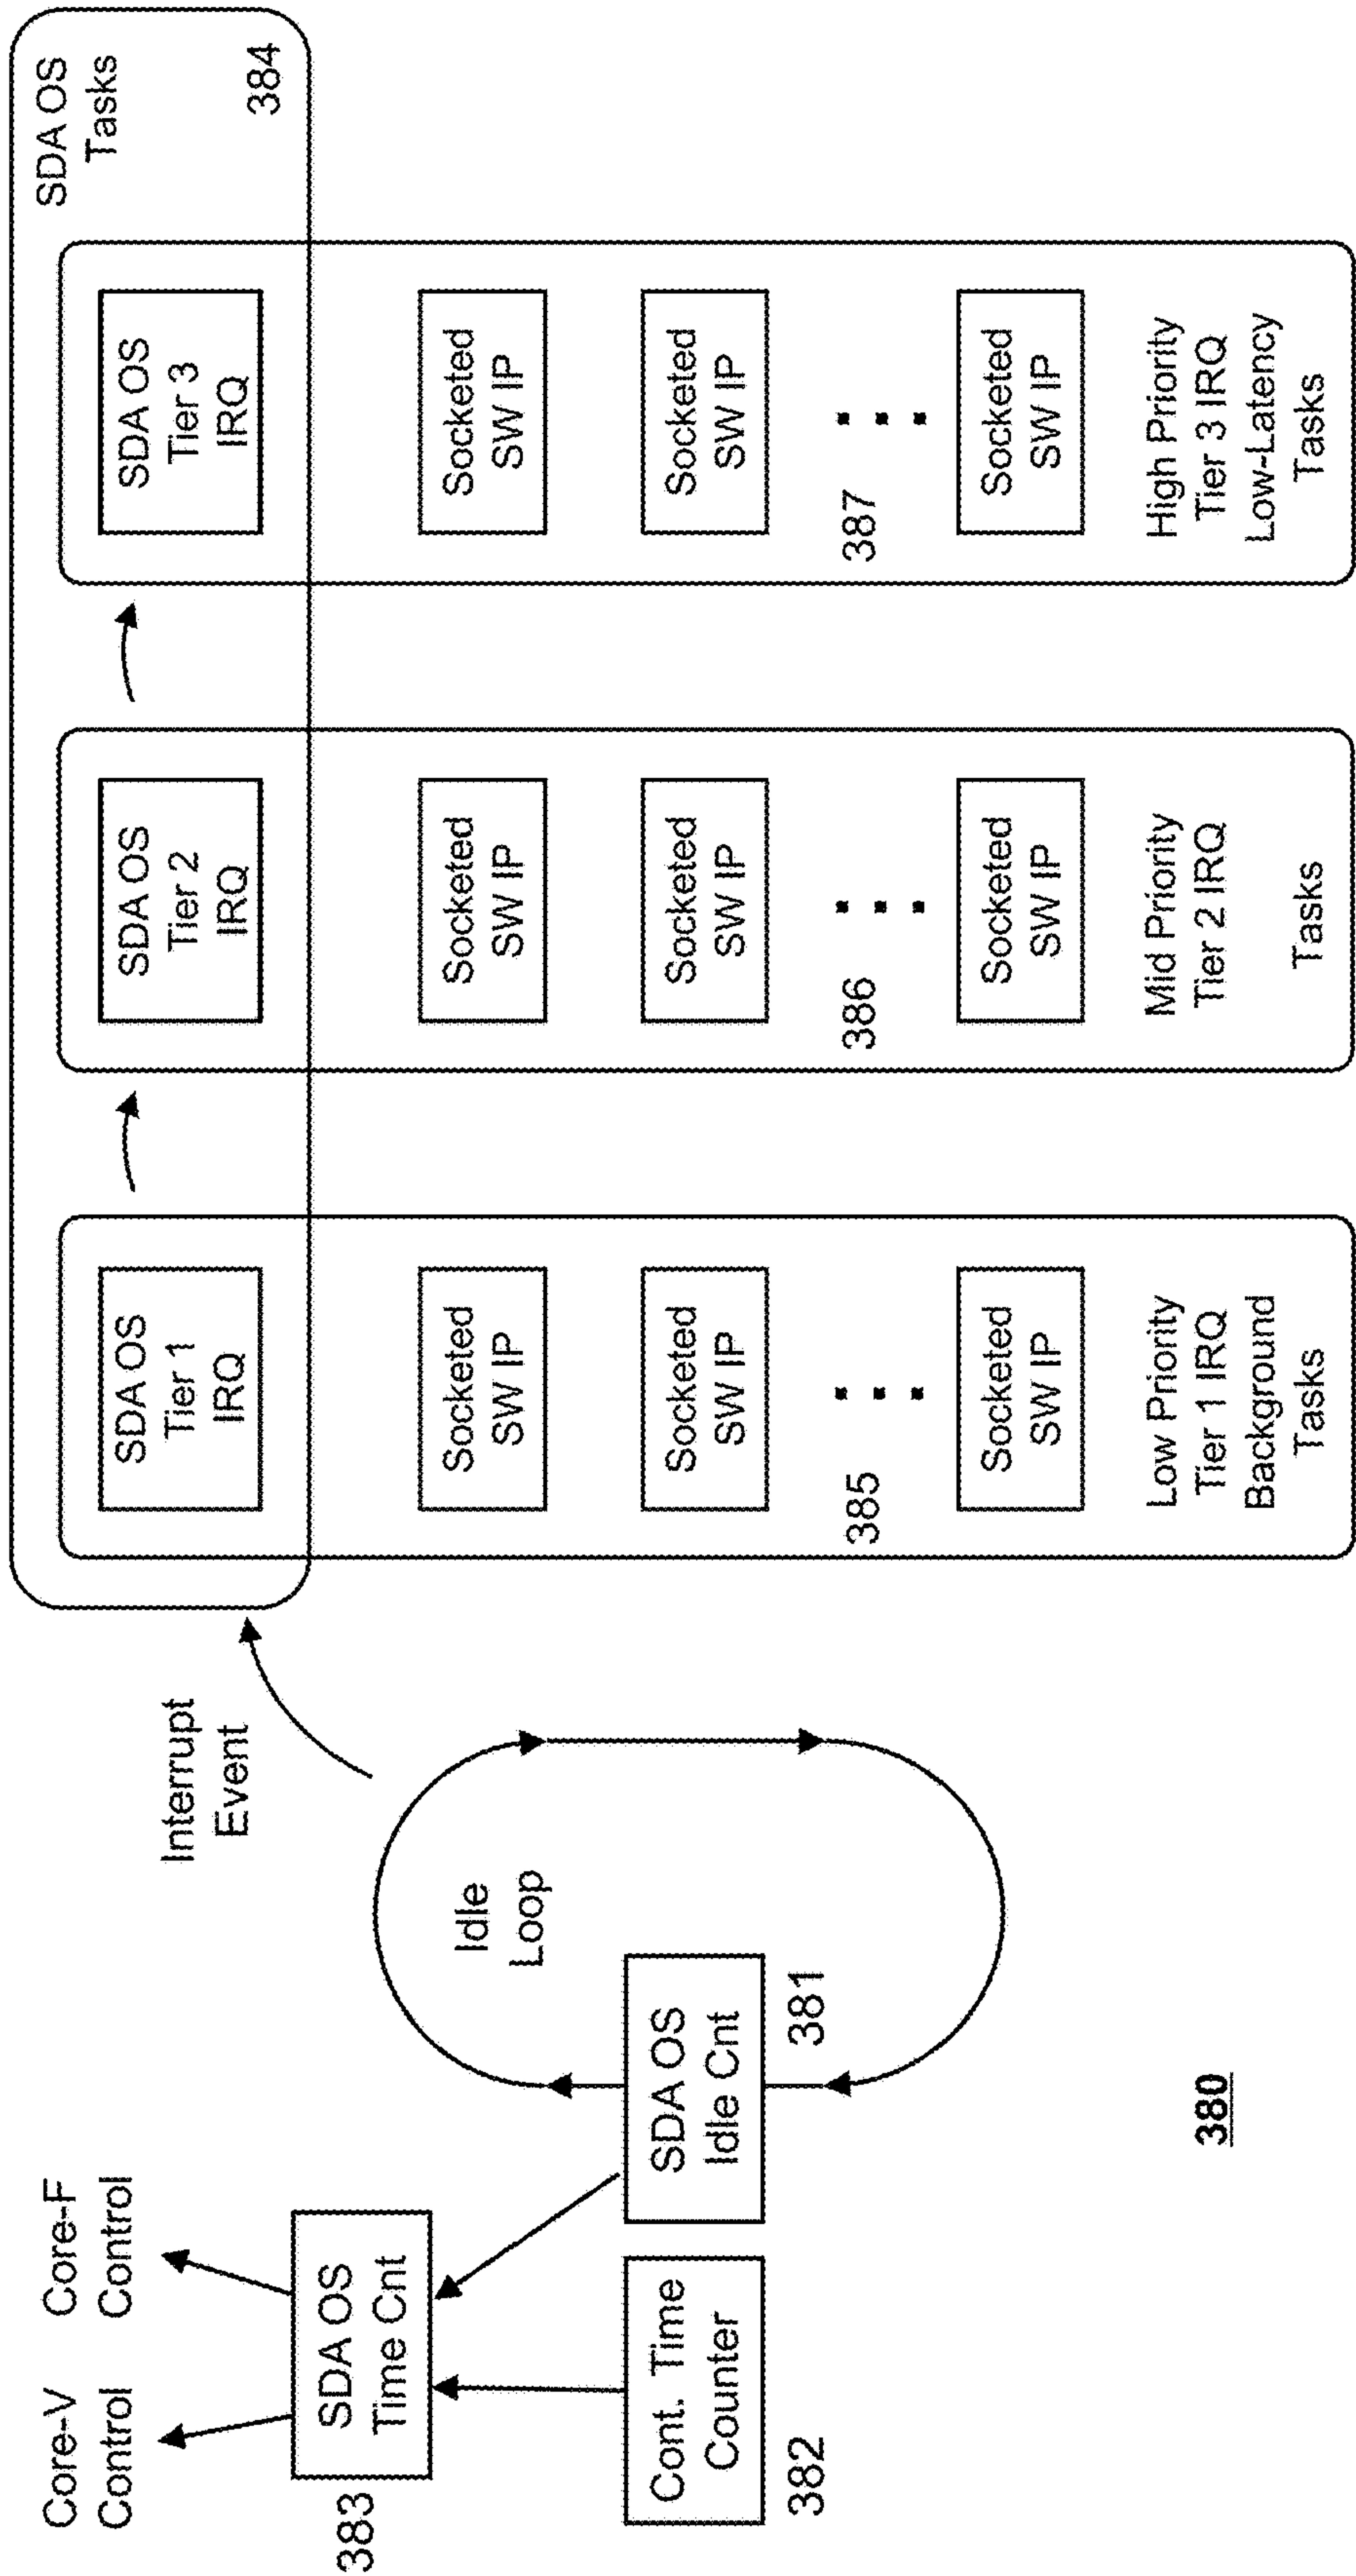 Core-V
Control
Core-F
Control
383
SDA OS
Time Cnt
382
Cont. Time
Counter
SDA OS
Idle Cnt
381
Idle
Loop
Interrupt
Event
380
SDA OS
Tasks
384
SDA OS
Tier 1
IRQ
Socketed
SW IP
Socketed
SW IP
385
Socketed
SW IP
Low Priority
Tier 1 IRQ
Background
Tasks
SDA OS
Tier 2
IRQ
Socketed
SW IP
Socketed
SW IP
386
Socketed
SW IP
Mid Priority
Tier 2 IRQ
Tasks
SDA OS
Tier 3
IRQ
Socketed
SW IP
Socketed
SW IP
387
Socketed
SW IP
High Priority
Tier 3 IRQ
Low-Latency
Tasks